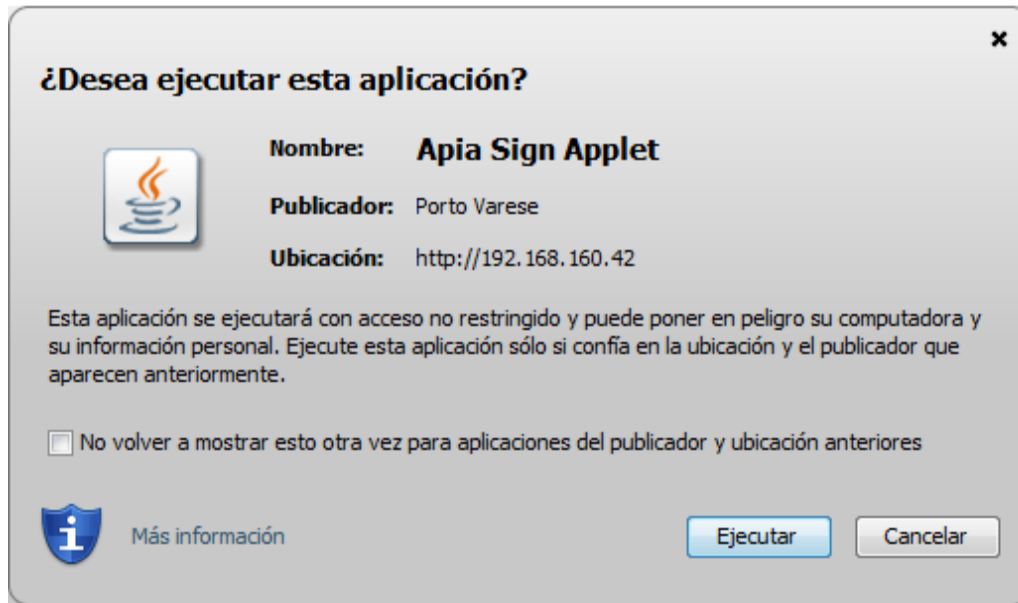 ¿Desea ejecutar esta aplicación?
Nombre: Apia Sign Applet
Publicador: Porto Varese
Ubicación: http://192.168.160.42
Esta aplicación se ejecutará con acceso no restringido y puede poner en peligro su computadora y
su información personal. Ejecute esta aplicación sólo si confía en la ubicación y el publicador que
aparecen anteriormente.
No volver a mostrar esto otra vez para aplicaciones del publicador y ubicación anteriores
Más información
Ejecutar
Cancelar